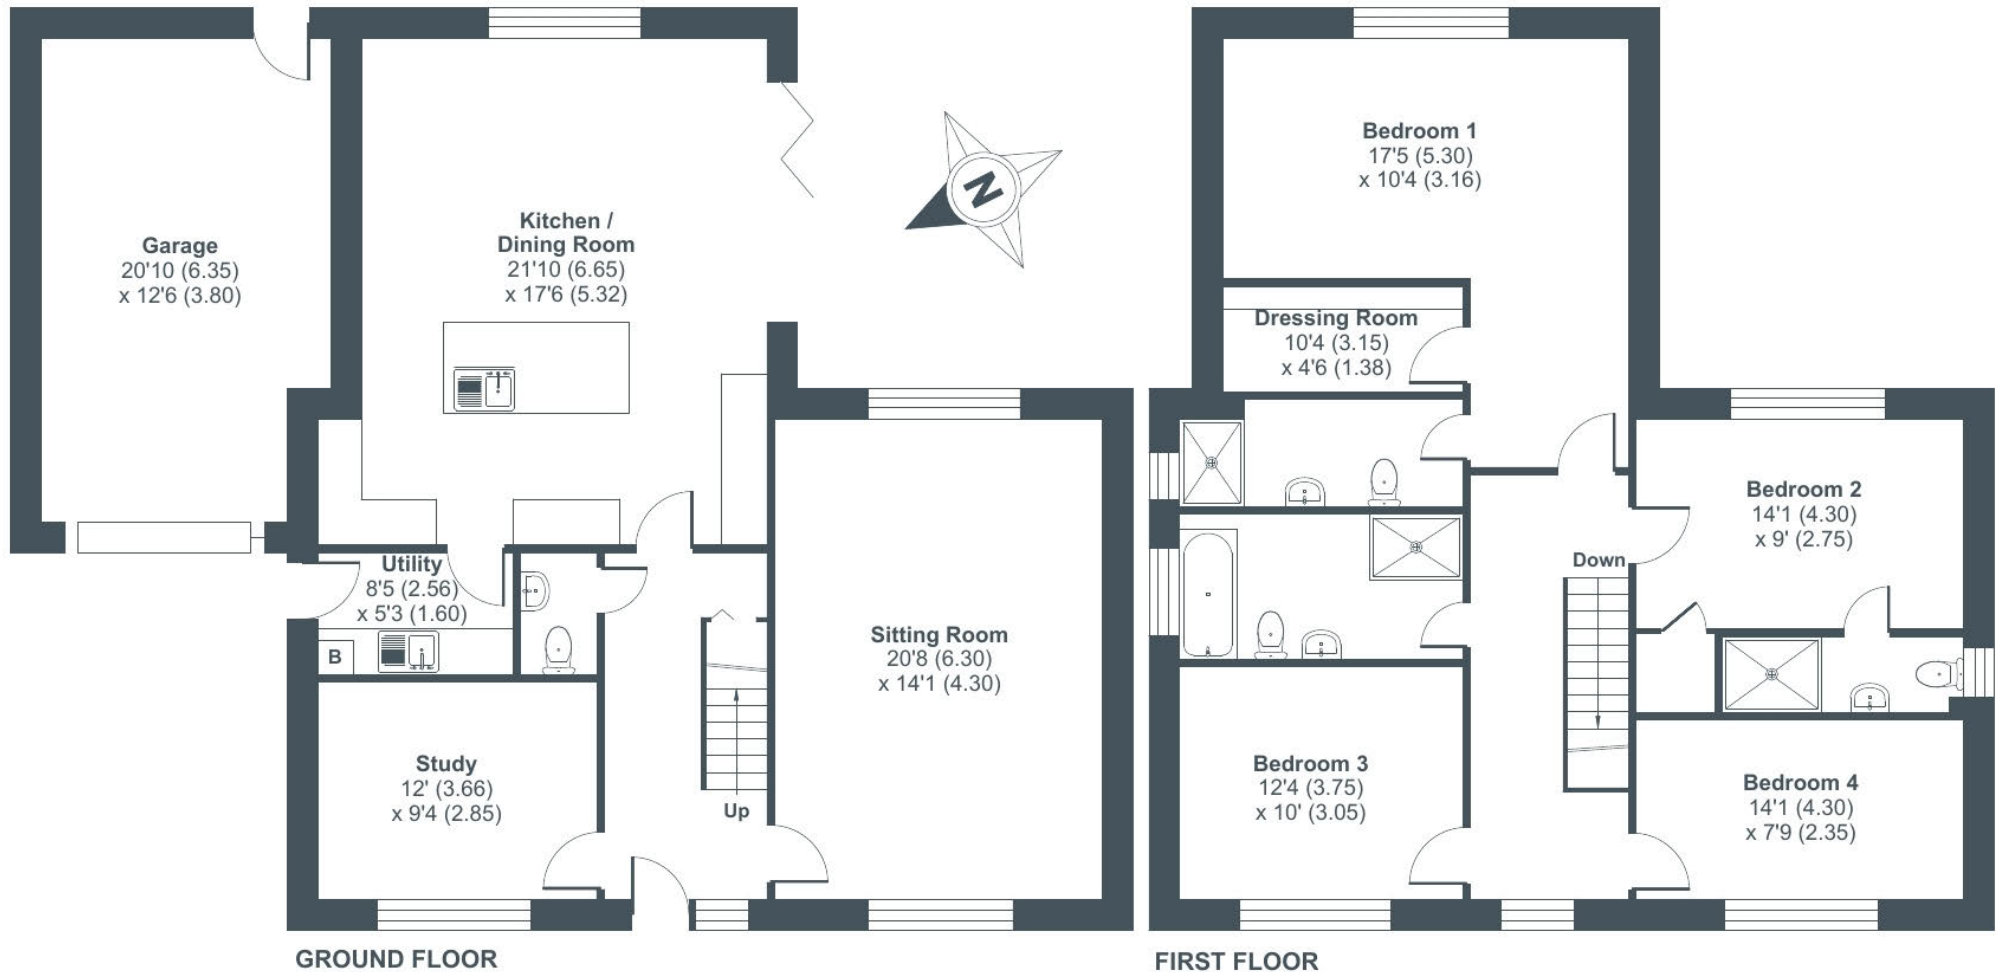 Garage
20'10 (6.35)
x 12'6 (3.80)
Kitchen /
Dining Room
21'10 (6.65)
x 17'6 (5.32)
N
Utility
8'5 (2.56)
x 5'3 (1.60)
B
Study
12' (3.66)
x 9'4 (2.85)
Up
Sitting Room
20'8 (6.30)
x 14'1 (4.30)
GROUND FLOOR
Bedroom 1
17'5 (5.30)
x 10'4 (3.16)
Dressing Room
10'4 (3.15)
x 4'6 (1.38)
Bedroom 2
14'1 (4.30)
x 9' (2.75)
Down
Bedroom 3
12'4 (3.75)
x 10' (3.05)
Bedroom 4
14'1 (4.30)
x 7'9 (2.35)
FIRST FLOOR